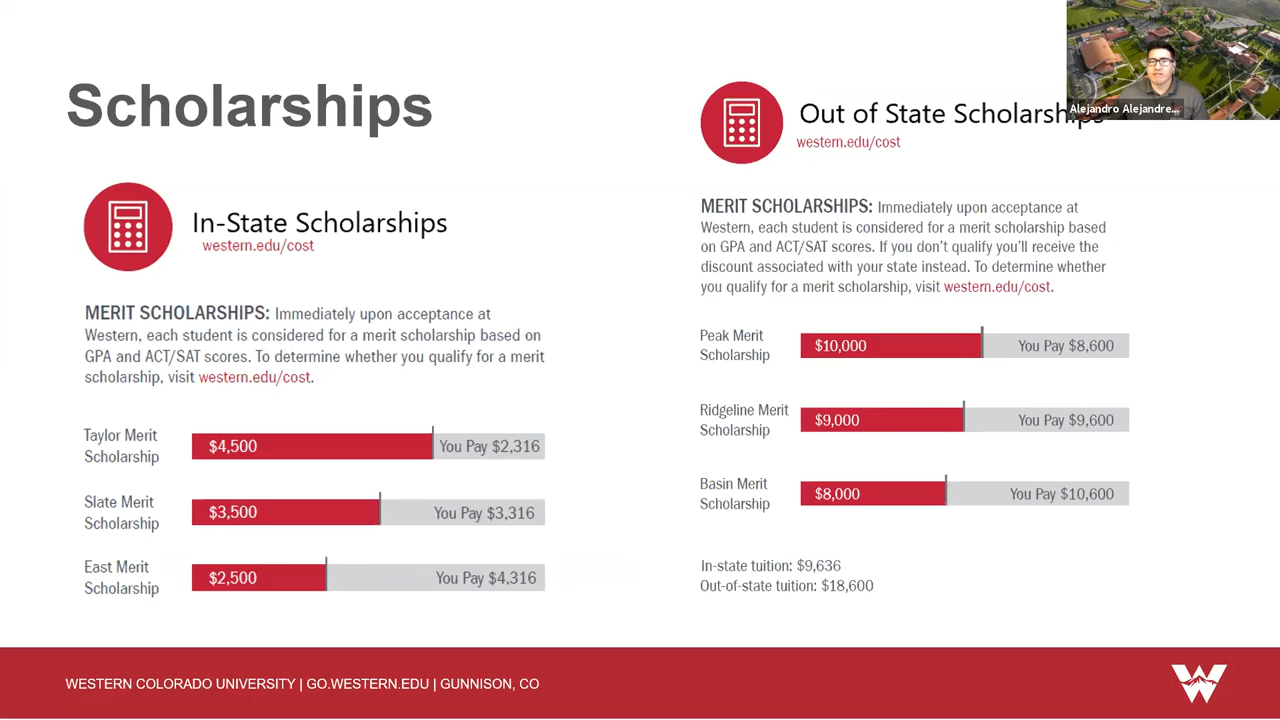 Scholarships
In-State Scholarships
western.edu/cost
MERIT SCHOLARSHIPS: Immediately upon acceptance at
Western, each student is considered for a merit scholarship based on
GPA and ACT/SAT scores. To determine whether you qualify for a merit
scholarship, visit western.edu/cost.
Taylor Merit
Scholarship
$4,500
You Pay $2,316
Slate Merit
Scholarship
$3,500
You Pay $3,316
East Merit
Scholarship
$2,500
You Pay $4,316
Out of State Scholarships
western.edu/cost
MERIT SCHOLARSHIPS: Immediately upon acceptance at
Western, each student is considered for a merit scholarship based
on GPA and ACT/SAT scores. If you don't qualify you'll receive the
discount associated with your state instead. To determine whether
you qualify for a merit scholarship, visit western.edu/cost.
Peak Merit
Scholarship
$10,000
You Pay $8,600
Ridgeline Merit
Scholarship
$9,000
You Pay $9,600
Basin Merit
Scholarship
$8,000
You Pay $10,600
In-state tuition: $9,636
Out-of-state tuition: $18,600
Alejandro Alejandre...
WESTERN COLORADO UNIVERSITY | GO.WESTERN.EDU | GUNNISON, CO
W